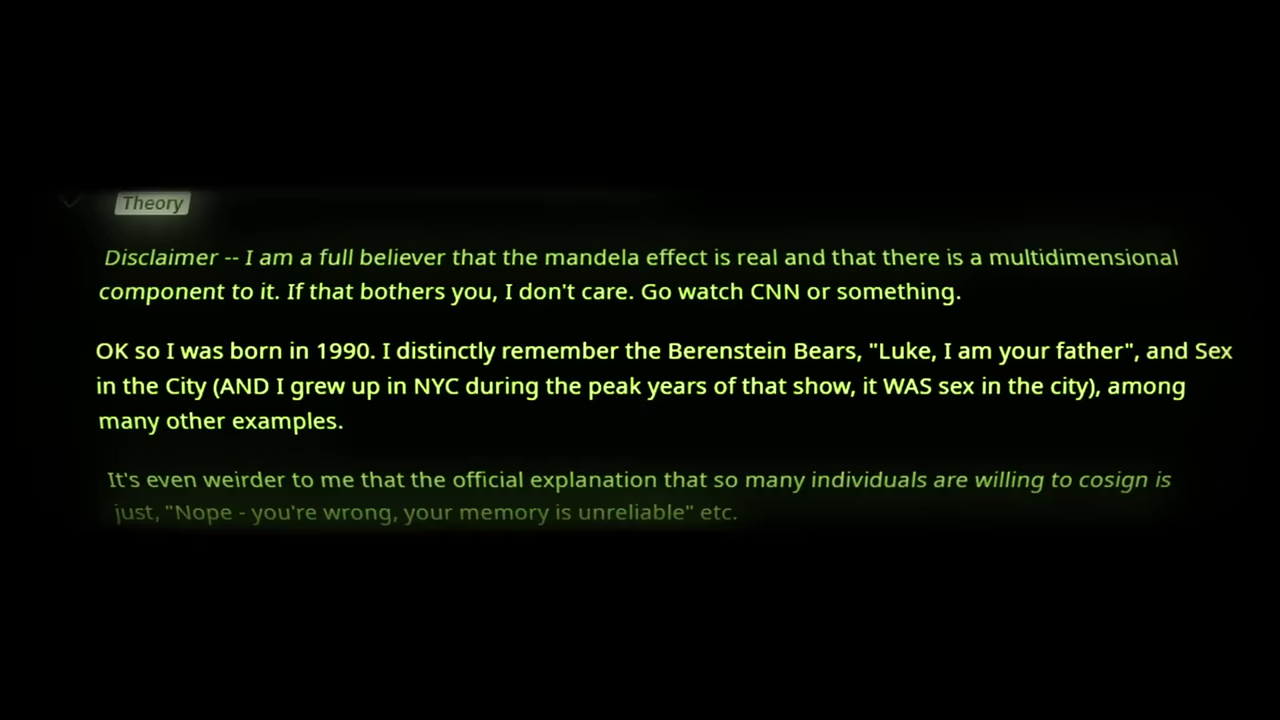 Theory
Disclaimer -- I am a full believer that the mandela effect is real and that there is a multidimensional
component to it. If that bothers you, I don't care. Go watch CNN or something.
OK so I was born in 1990. I distinctly remember the Berenstein Bears, "Luke, I am your father", and Sex
in the City (AND I grew up in NYC during the peak years of that show, it WAS sex in the city), among
many other examples.
It's even weirder to me that the official explanation that so many individuals are willing to cosign is
just, "Nope - you're wrong, your memory is unreliable" etc.